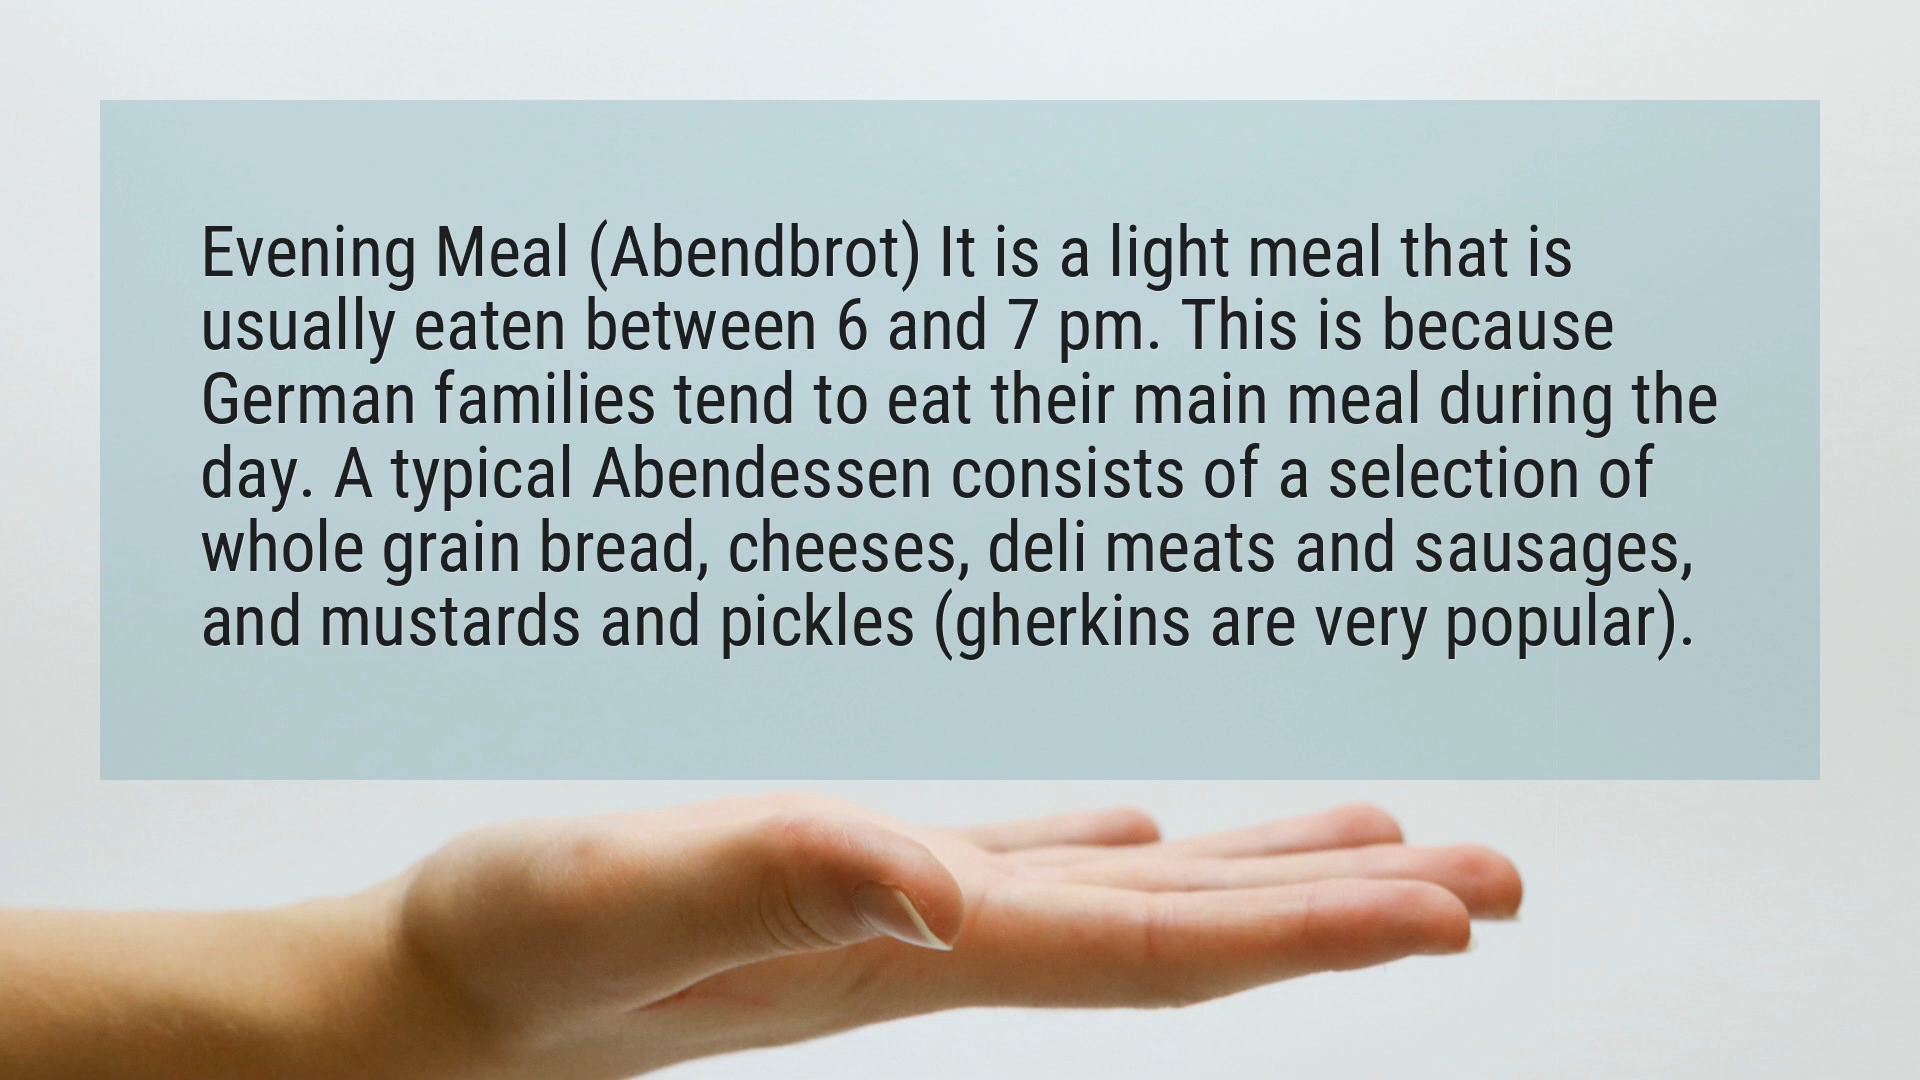 Evening Meal (Abendbrot) It is a light meal that is
usually eaten between 6 and 7 pm. This is because
German families tend to eat their main meal during the
day. A typical Abendessen consists of a selection of
whole grain bread, cheeses, deli meats and sausages,
and mustards and pickles (gherkins are very popular).